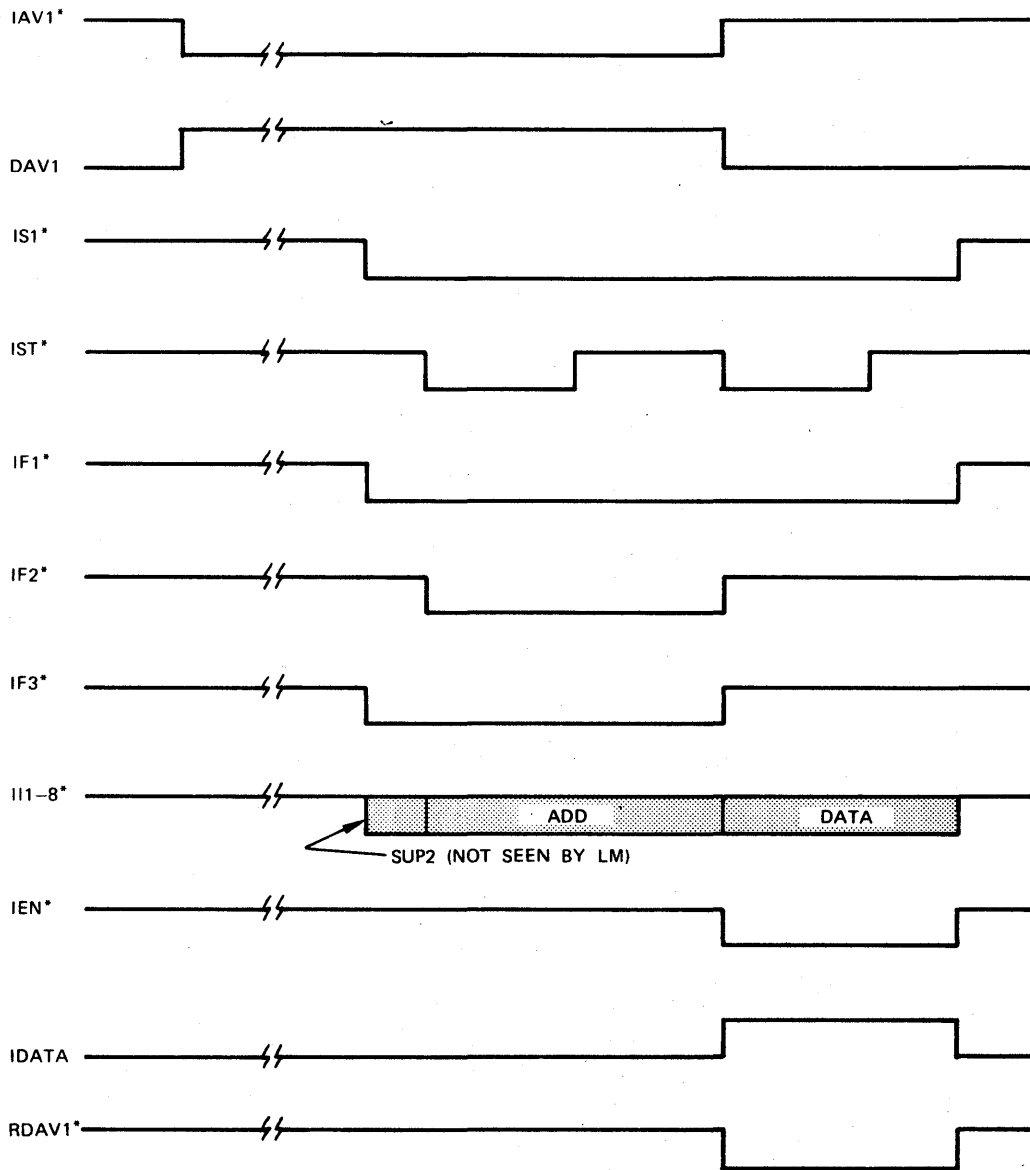 IAV1*
DAV1
IS1*
IST*
IF1*
IF2*
IF3*
II1–8*
ADD DATA
SUP2 (NOT SEEN BY LM)
IEN*
IDATA
RDAV1*